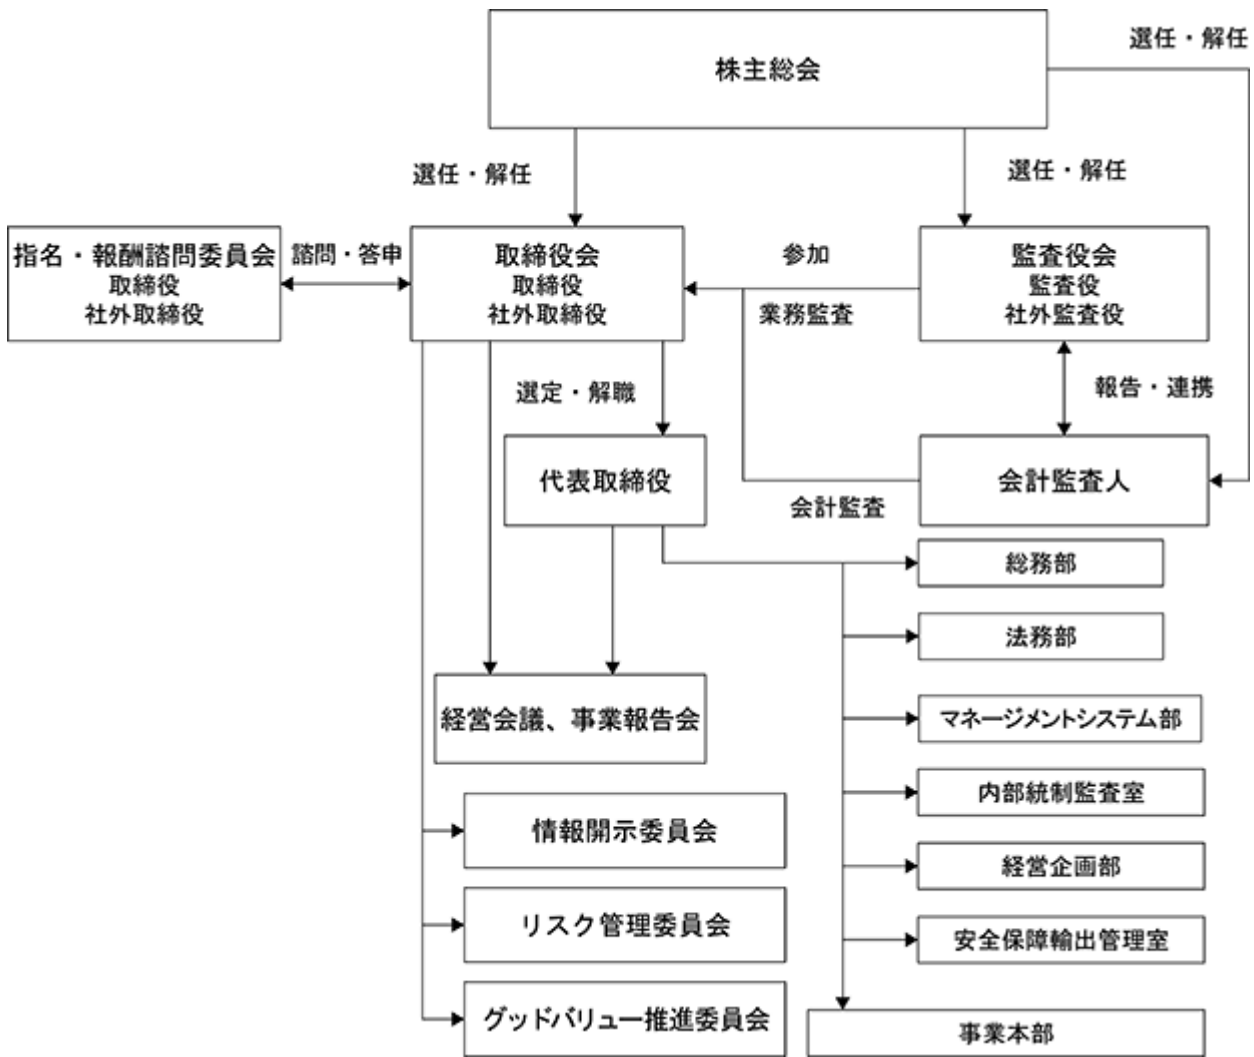 株主総会
選任・解任
選任・解任
選任・解任
指名・報酬諮問委員会
取締役
社外取締役
諮問・答申
取締役会
取締役
社外取締役
参加
業務監査
監査役会
監査役
社外監査役
選定・解職
報告・連携
代表取締役
会計監査
会計監査人
総務部
法務部
経営会議、事業報告会
マネージメントシステム部
内部統制監査室
情報開示委員会
経営企画部
リスク管理委員会
安全保障輸出管理室
グッドバリュー推進委員会
事業本部